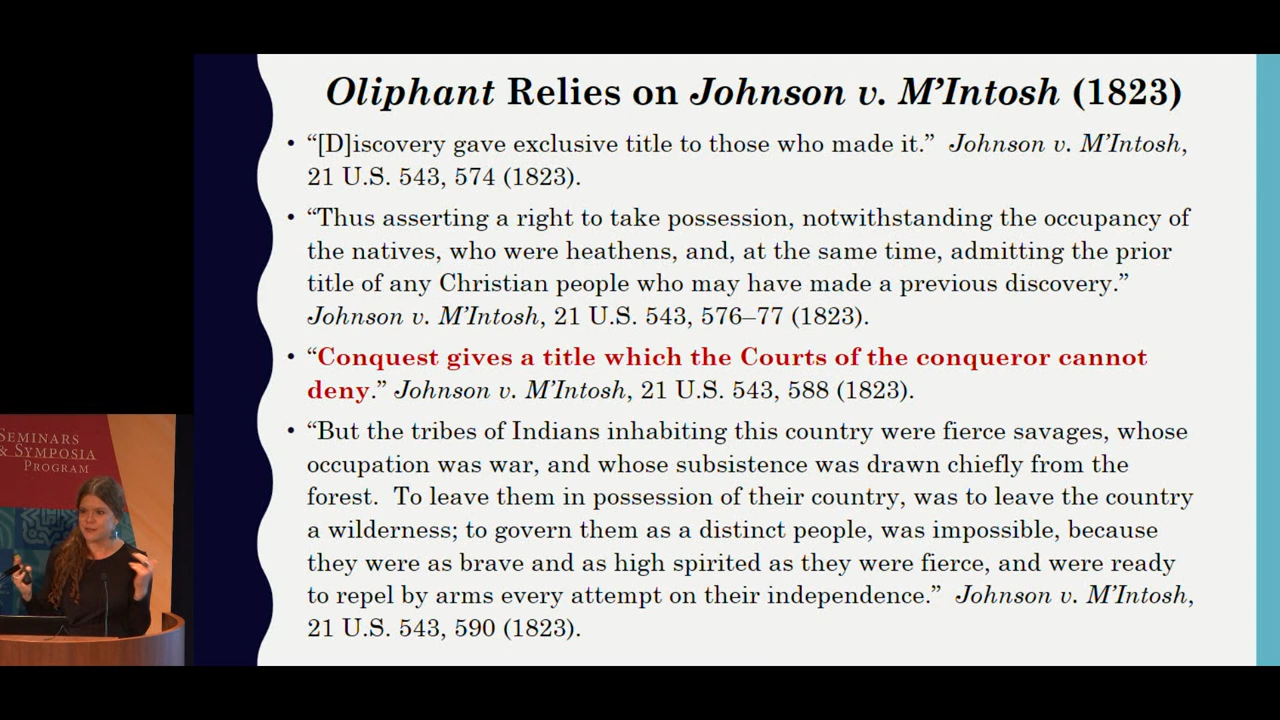 Oliphant Relies on Johnson v. M’Intosh (1823)
• “[D]iscovery gave exclusive title to those who made it.” Johnson v. M’Intosh,
21 U.S. 543, 574 (1823).
• “Thus asserting a right to take possession, notwithstanding the occupancy of
the natives, who were heathens, and, at the same time, admitting the prior
title of any Christian people who may have made a previous discovery.”
Johnson v. M’Intosh, 21 U.S. 543, 576–77 (1823).
• “Conquest gives a title which the Courts of the conqueror cannot
deny.” Johnson v. M’Intosh, 21 U.S. 543, 588 (1823).
• “But the tribes of Indians inhabiting this country were fierce savages, whose
occupation was war, and whose subsistence was drawn chiefly from the
forest. To leave them in possession of their country, was to leave the country
a wilderness; to govern them as a distinct people, was impossible, because
they were as brave and as high spirited as they were fierce, and were ready
to repel by arms every attempt on their independence.” Johnson v. M’Intosh,
21 U.S. 543, 590 (1823).
SEMINARS
& SYMPOSIA
PROGRAM